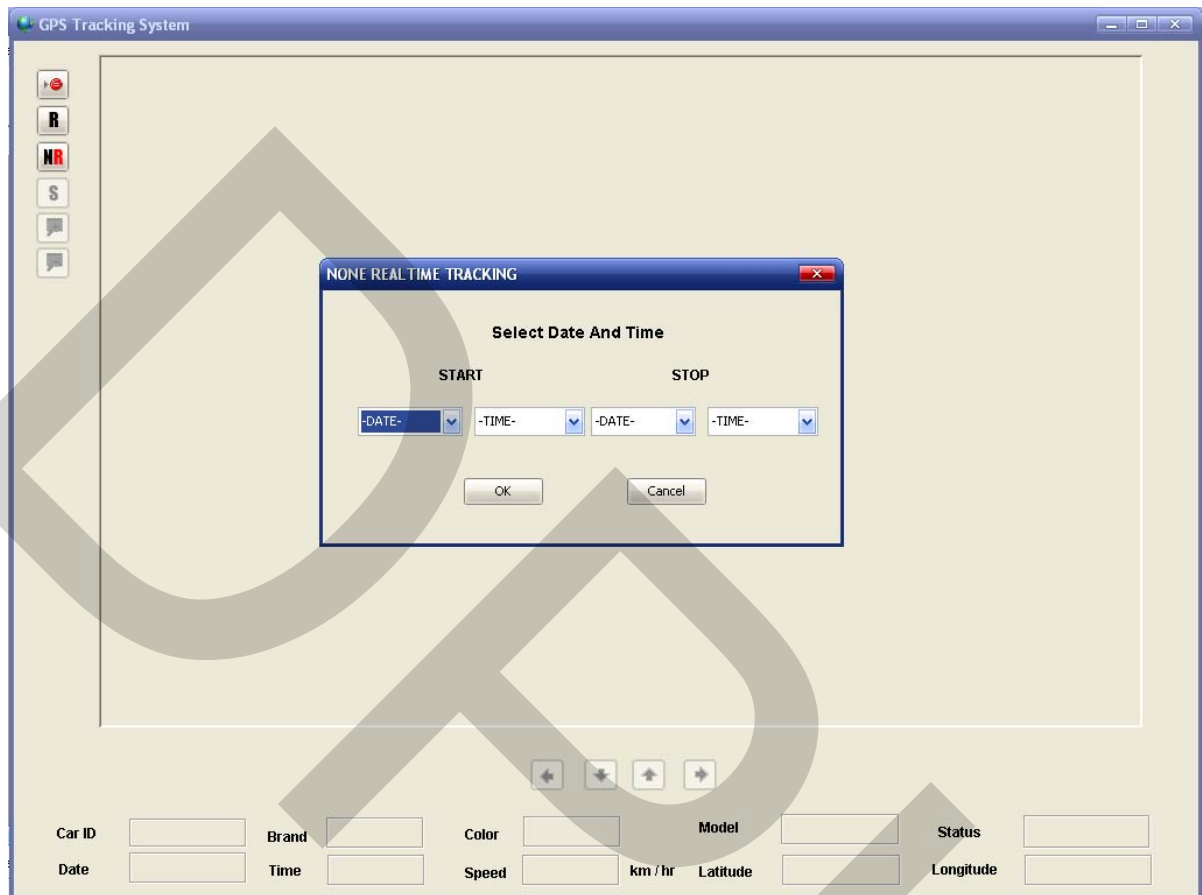 GPS Tracking System
R
NR
S
NONE REALTIME TRACKING
Select Date And Time
START STOP
-DATE- -TIME- -DATE- -TIME-
OK Cancel
Car ID Brand Color Model Status
Date Time Speed km / hr Latitude Longitude